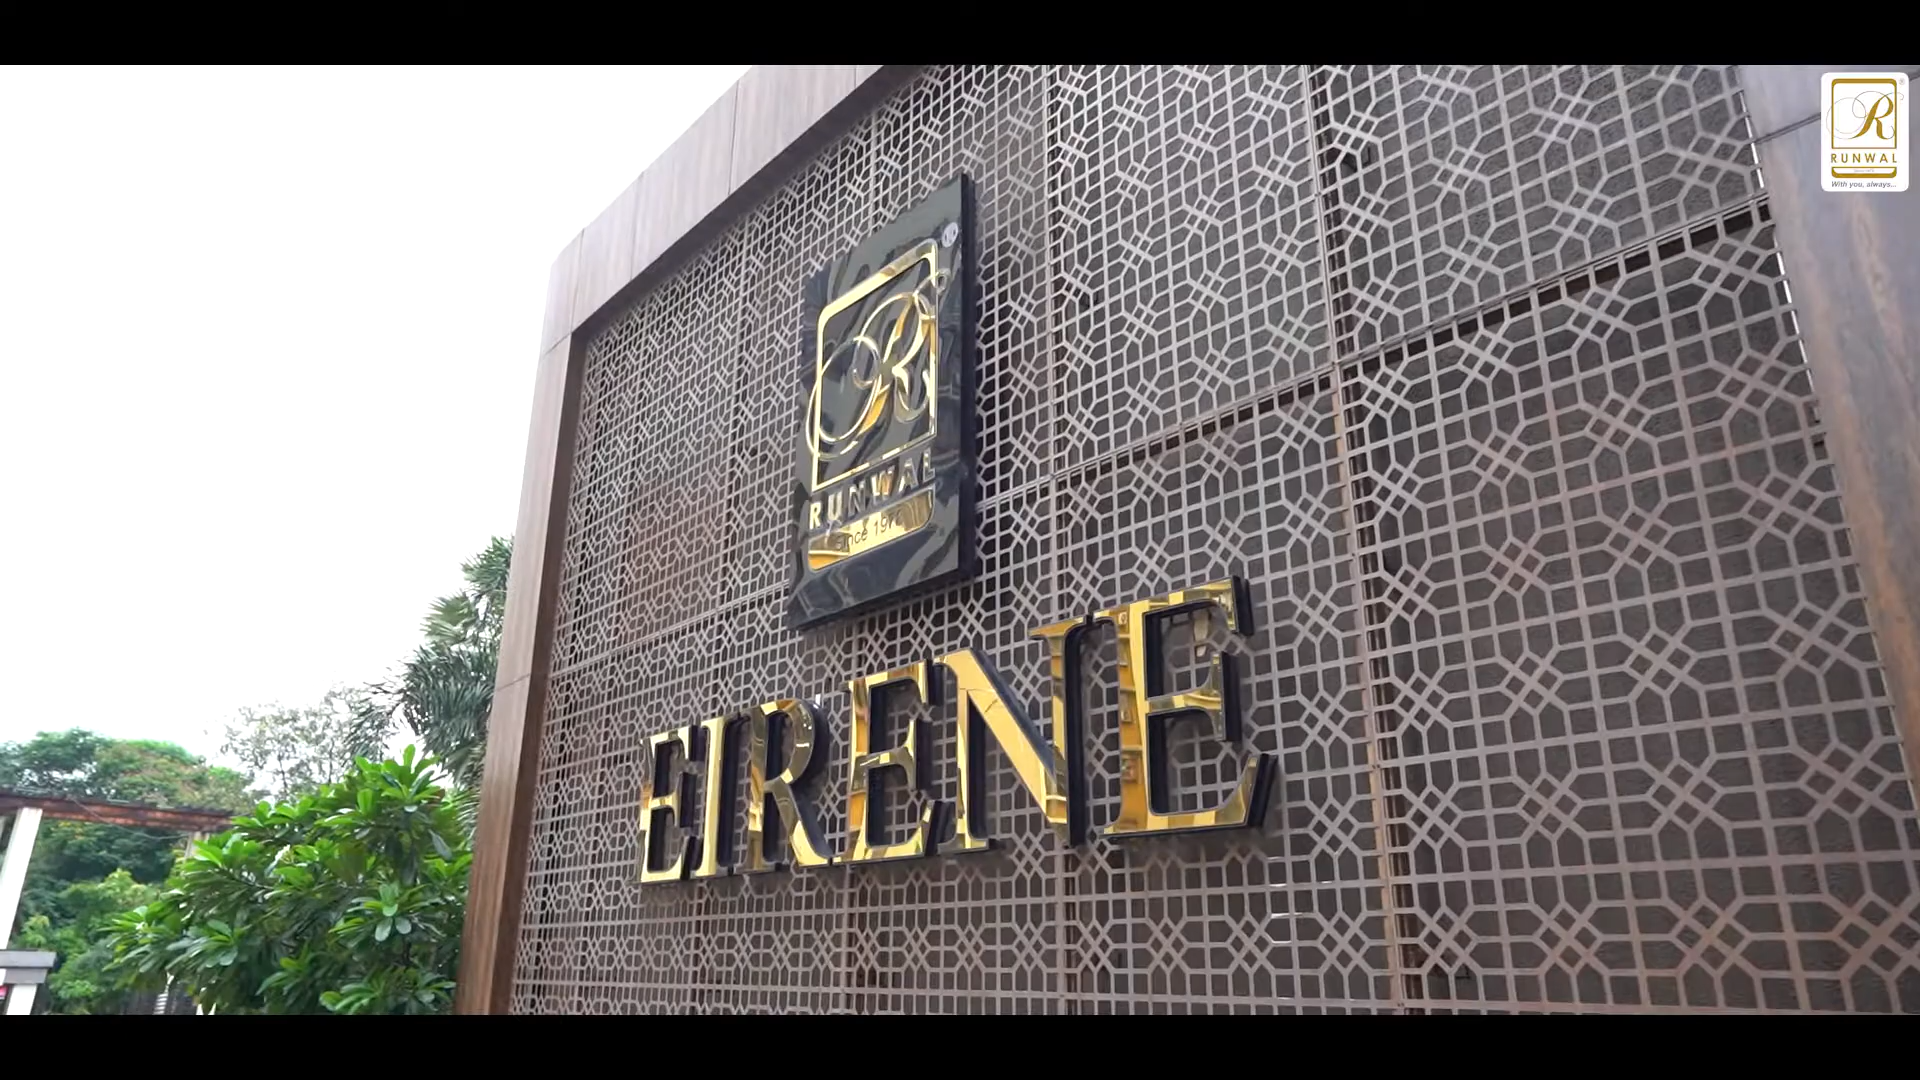 R
RUNWAL
since 1978
EIRENE
R
RUNWAL
With you, always...